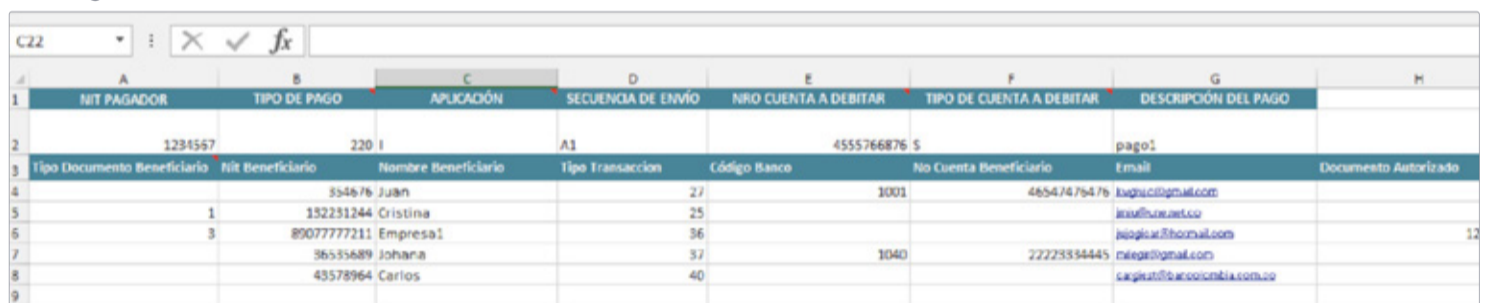 C22 fx
A B C D E F G H
1 NIT PAGADOR TIPO DE PAGO APLICACIÓN SECUENCIA DE ENVÍO NRO CUENTA A DEBITAR TIPO DE CUENTA A DEBITAR DESCRIPCIÓN DEL PAGO
2 1234567 220 I A1 4555766876 S pago1
3 Tipo Documento Beneficiario Nit Beneficiario Nombre Beneficiario Tipo Transaccion Código Banco No Cuenta Beneficiario Email Documento Autorizado
4 354676 Juan 27 1001 46547476476
5 1 132231244 Cristina 25
6 3 89077777211 Empresa1 36 12
7 36535689 Johana 37 1040 22223334445
8 43578964 Carlos 40
9